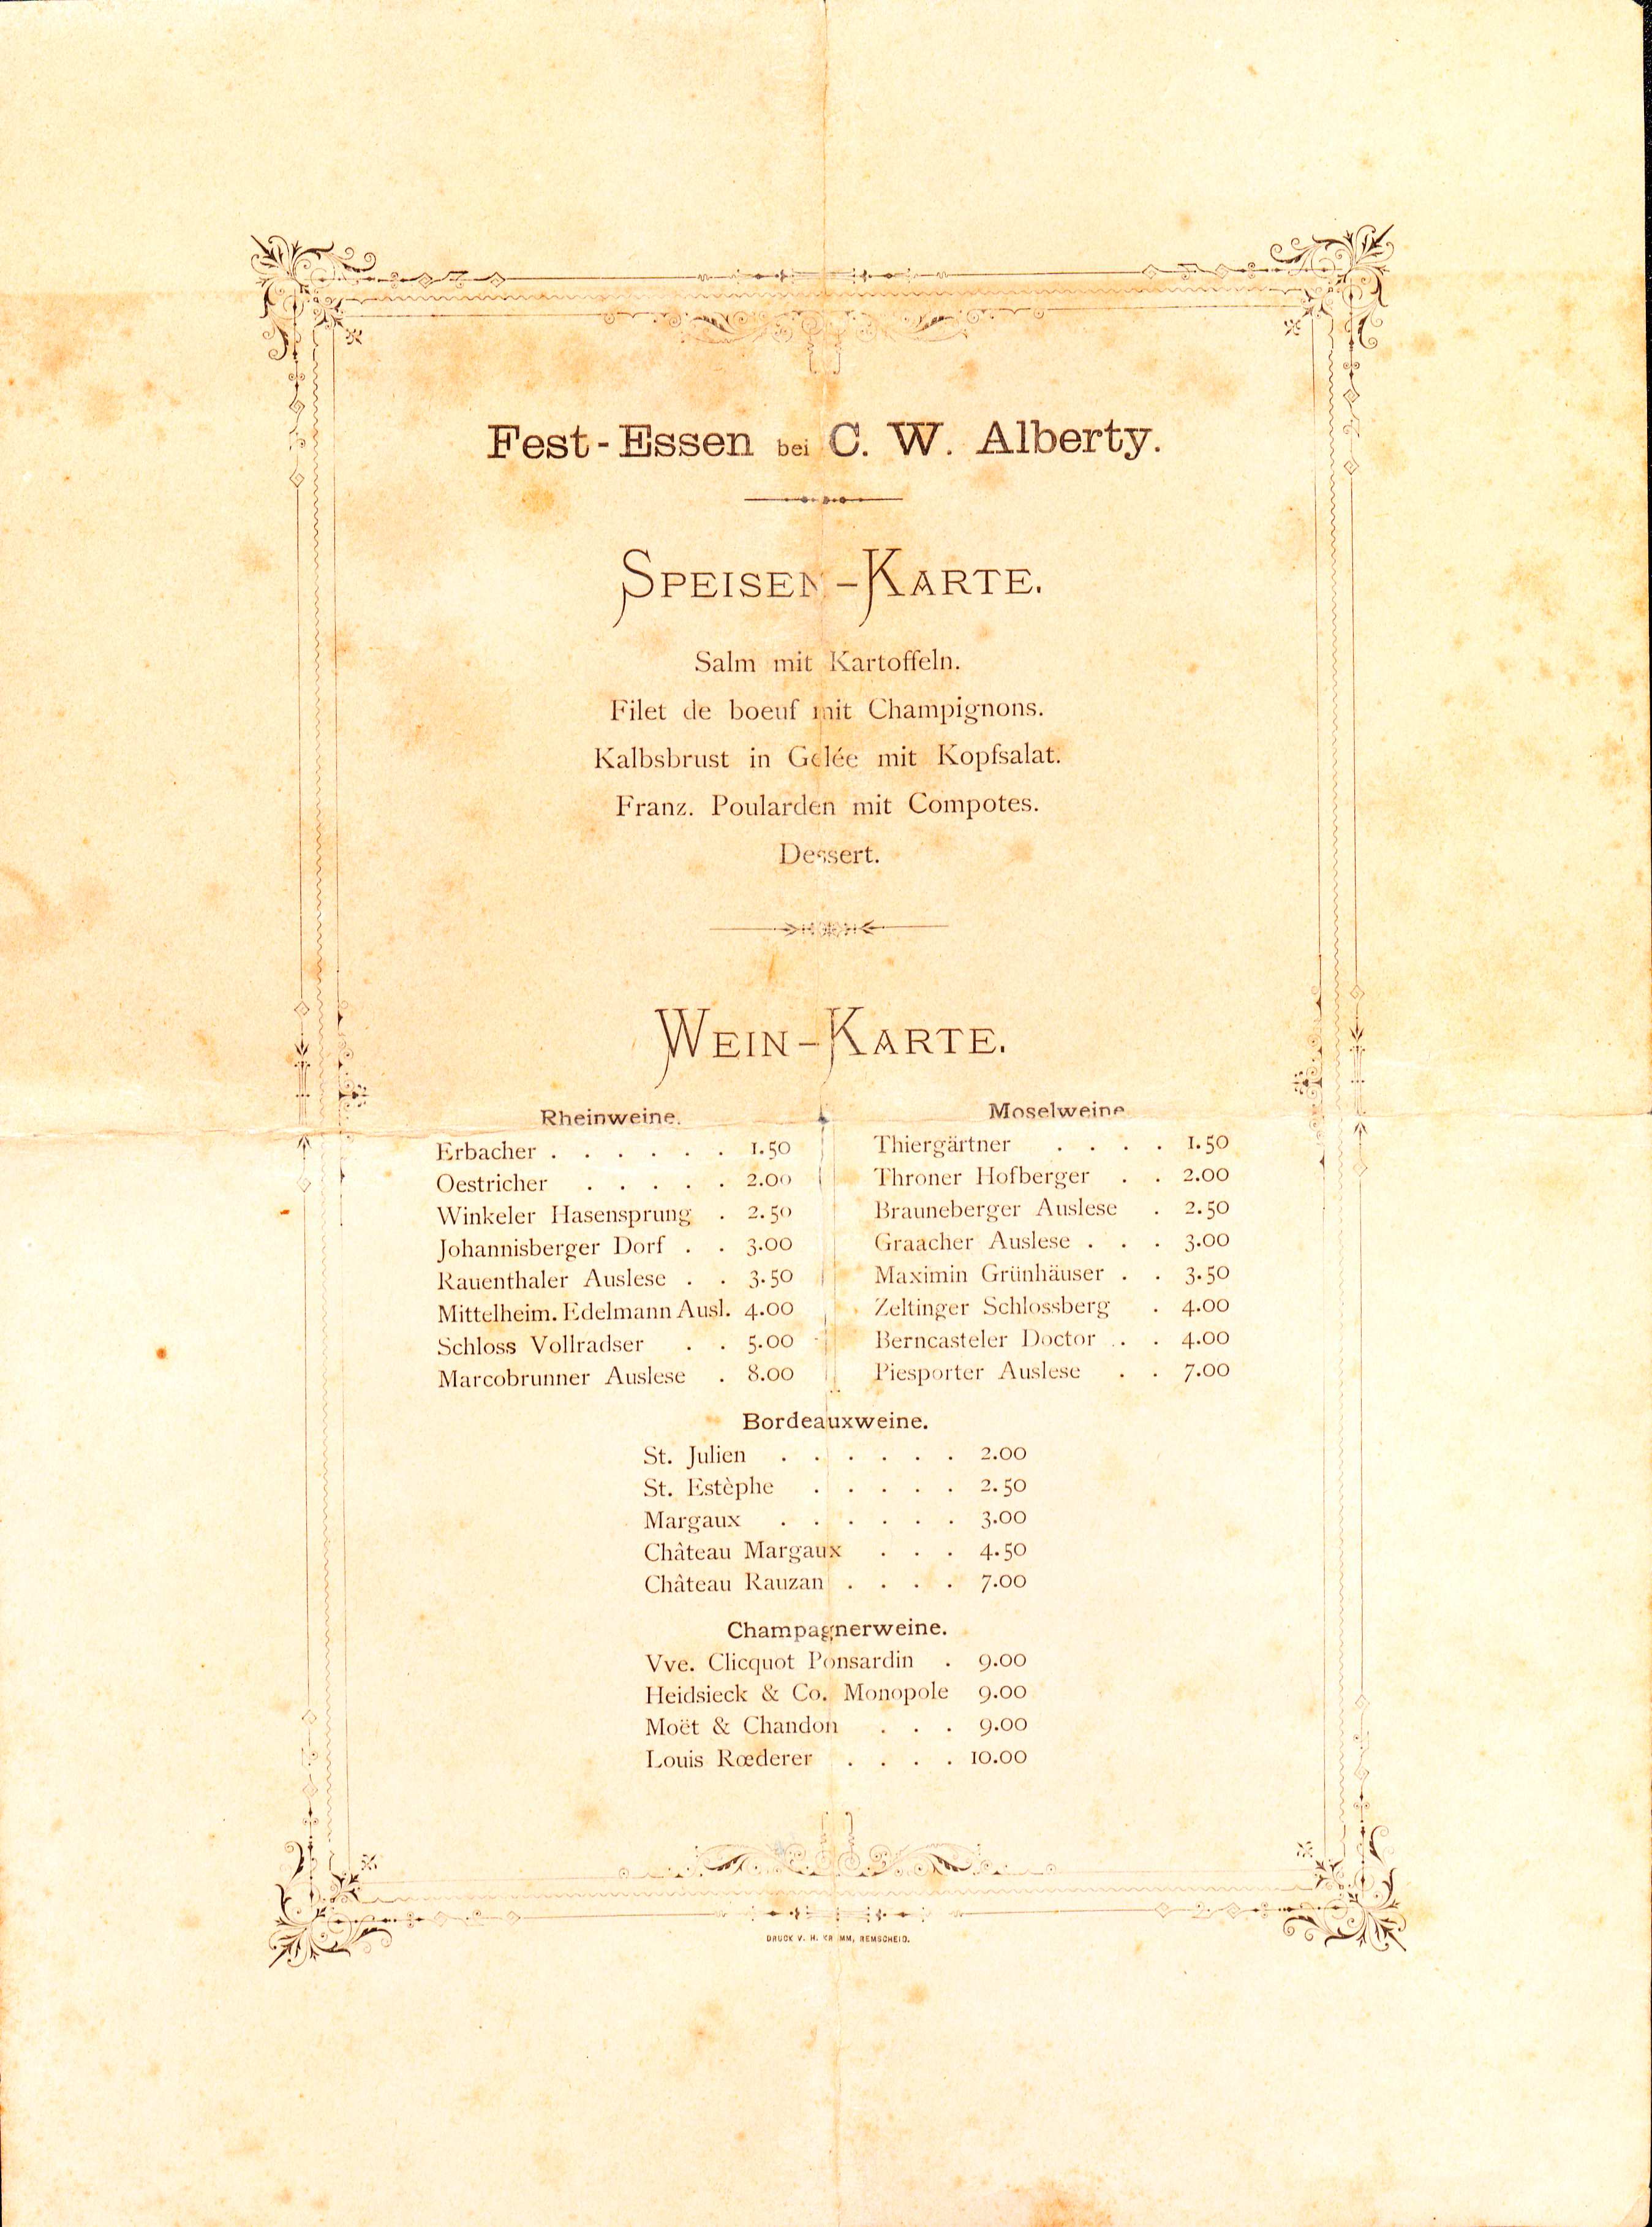 Fest-Essen bei C. W. Alberty.
SPEISEN-KARTE.
Salm mit Kartoffeln.
Filet de boeuf mit Champignons.
Kalbsbrust in Gelée mit Kopfsalat.
Franz. Poularden mit Compotes.
Dessert.
WEIN-KARTE.
Rheinweine.
Erbacher . . . . . . 1.50
Oestricher . . . . . 2.00
Winkeler Hasensprung . 2.50
Johannisberger Dorf . . 3.00
Rauenthaler Auslese . . 3.50
Mittelheim. Edelmann Ausl. 4.00
Schloss Vollradser . . 5.00
Marcobrunner Auslese . 8.00
Moselweine
Thiergärtner . . . . 1.50
Throner Hofberger . . 2.00
Brauneberger Auslese . 2.50
Graacher Auslese . . . 3.00
Maximin Grünhäuser . . 3.50
Zeltinger Schlossberg . 4.00
Berncasteler Doctor . . 4.00
Piesporter Auslese . . 7.00
Bordeauxweine.
St. Julien . . . . . . 2.00
St. Estèphe . . . . . 2.50
Margaux . . . . . . 3.00
Château Margaux . . . 4.50
Château Rauzan . . . . 7.00
Champagnerweine.
Vve. Clicquot Ponsardin . 9.00
Heidsieck & Co. Monopole 9.00
Moët & Chandon . . . 9.00
Louis Rœderer . . . . 10.00
DRUCK V. H. REMSCHEID.